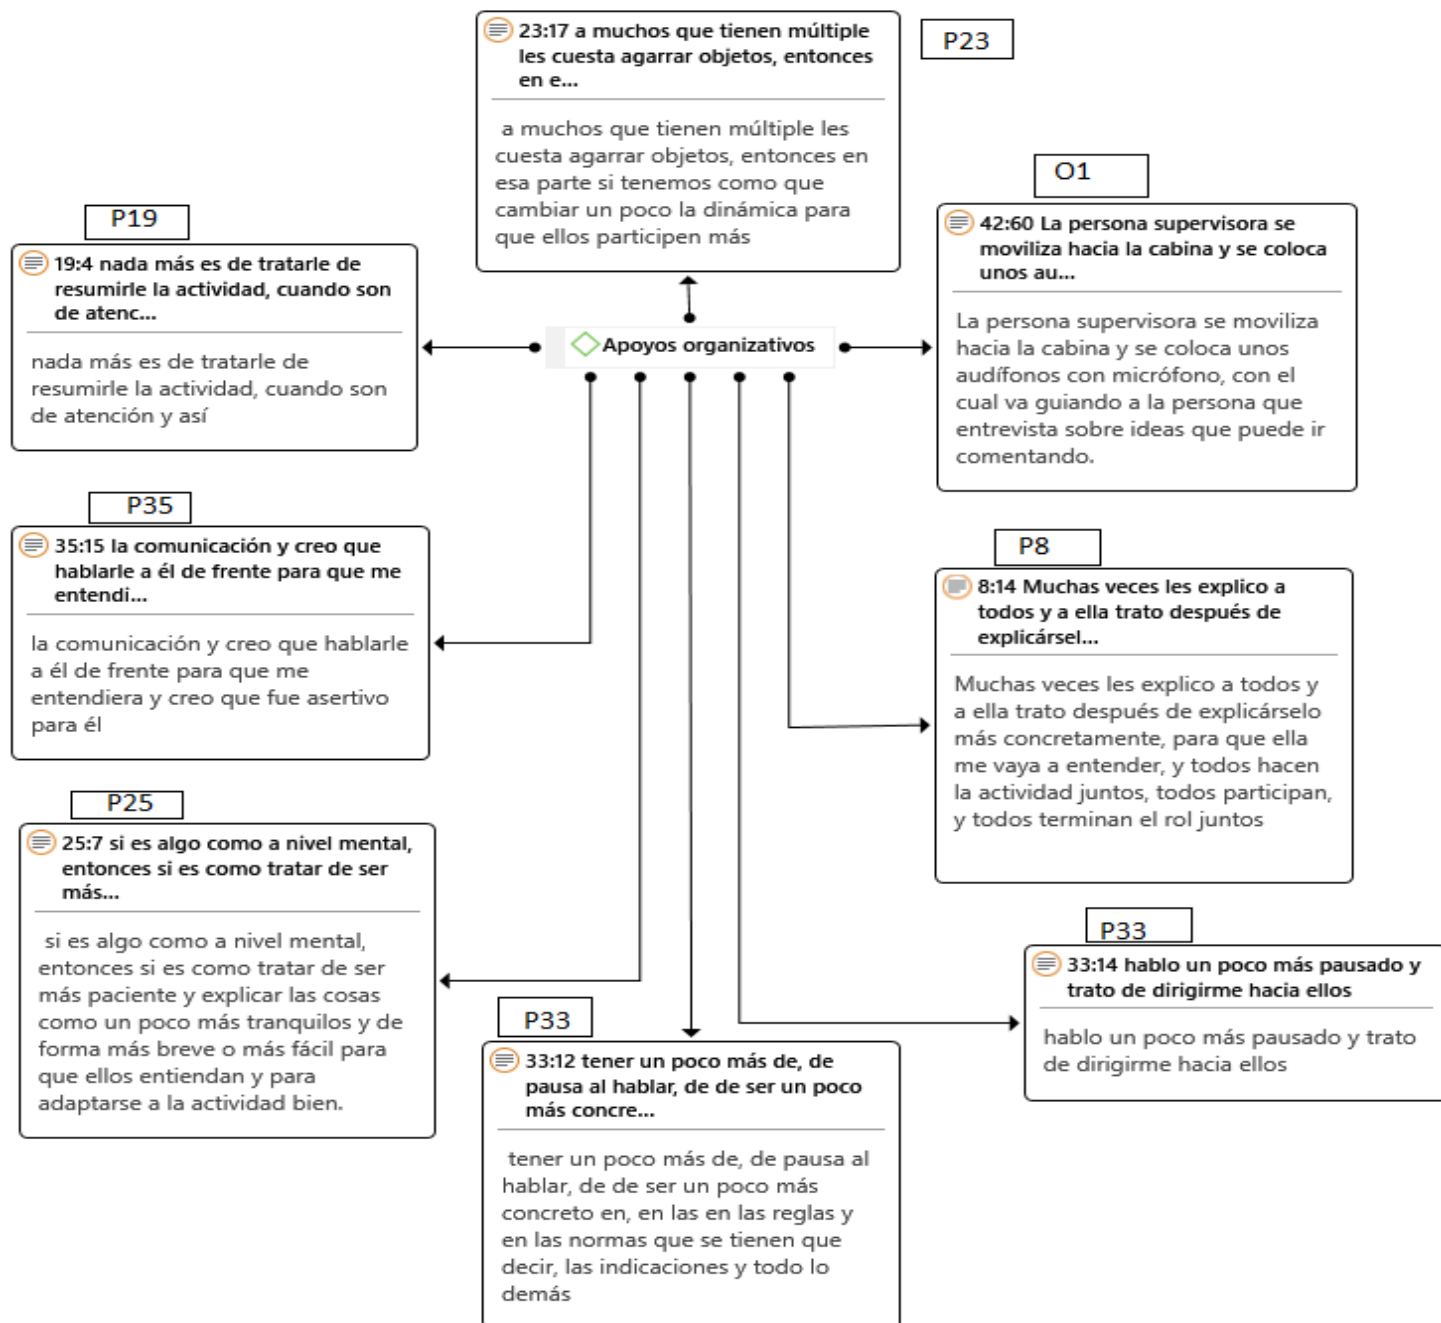 P23
23:17 a muchos que tienen múltiple
les cuesta agarrar objetos, entonces
en e...
a muchos que tienen múltiple les
cuesta agarrar objetos, entonces en
esa parte si tenemos como que
cambiar un poco la dinámica para
que ellos participen más
O1
42:60 La persona supervisora se
moviliza hacia la cabina y se coloca
unos au...
La persona supervisora se moviliza
hacia la cabina y se coloca unos
audífonos con micrófono, con el
cual va guiando a la persona que
entrevista sobre ideas que puede ir
comentando.
P19
19:4 nada más es de tratarle de
resumirle la actividad, cuando son
de atenc...
nada más es de tratarle de
resumirle la actividad, cuando son
de atención y así
Apoyos organizativos
P35
35:15 la comunicación y creo que
hablarle a él de frente para que me
entendi...
la comunicación y creo que hablarle
a él de frente para que me
entendiera y creo que fue asertivo
para él
P8
8:14 Muchas veces les explico a
todos y a ella trato después de
explicársel...
Muchas veces les explico a todos y
a ella trato después de explicárselo
más concretamente, para que ella
me vaya a entender, y todos hacen
la actividad juntos, todos participan,
y todos terminan el rol juntos
P25
25:7 si es algo como a nivel mental,
entonces si es como tratar de ser
más...
si es algo como a nivel mental,
entonces si es como tratar de ser
más paciente y explicar las cosas
como un poco más tranquilos y de
forma más breve o más fácil para
que ellos entiendan y para
adaptarse a la actividad bien.
P33
33:12 tener un poco más de, de
pausa al hablar, de de ser un poco
más concre...
tener un poco más de, de pausa al
hablar, de de ser un poco más
concreto en, en las en las reglas y
en las normas que se tienen que
decir, las indicaciones y todo lo
demás
P33
33:14 hablo un poco más pausado y
trato de dirigirme hacia ellos
hablo un poco más pausado y trato
de dirigirme hacia ellos